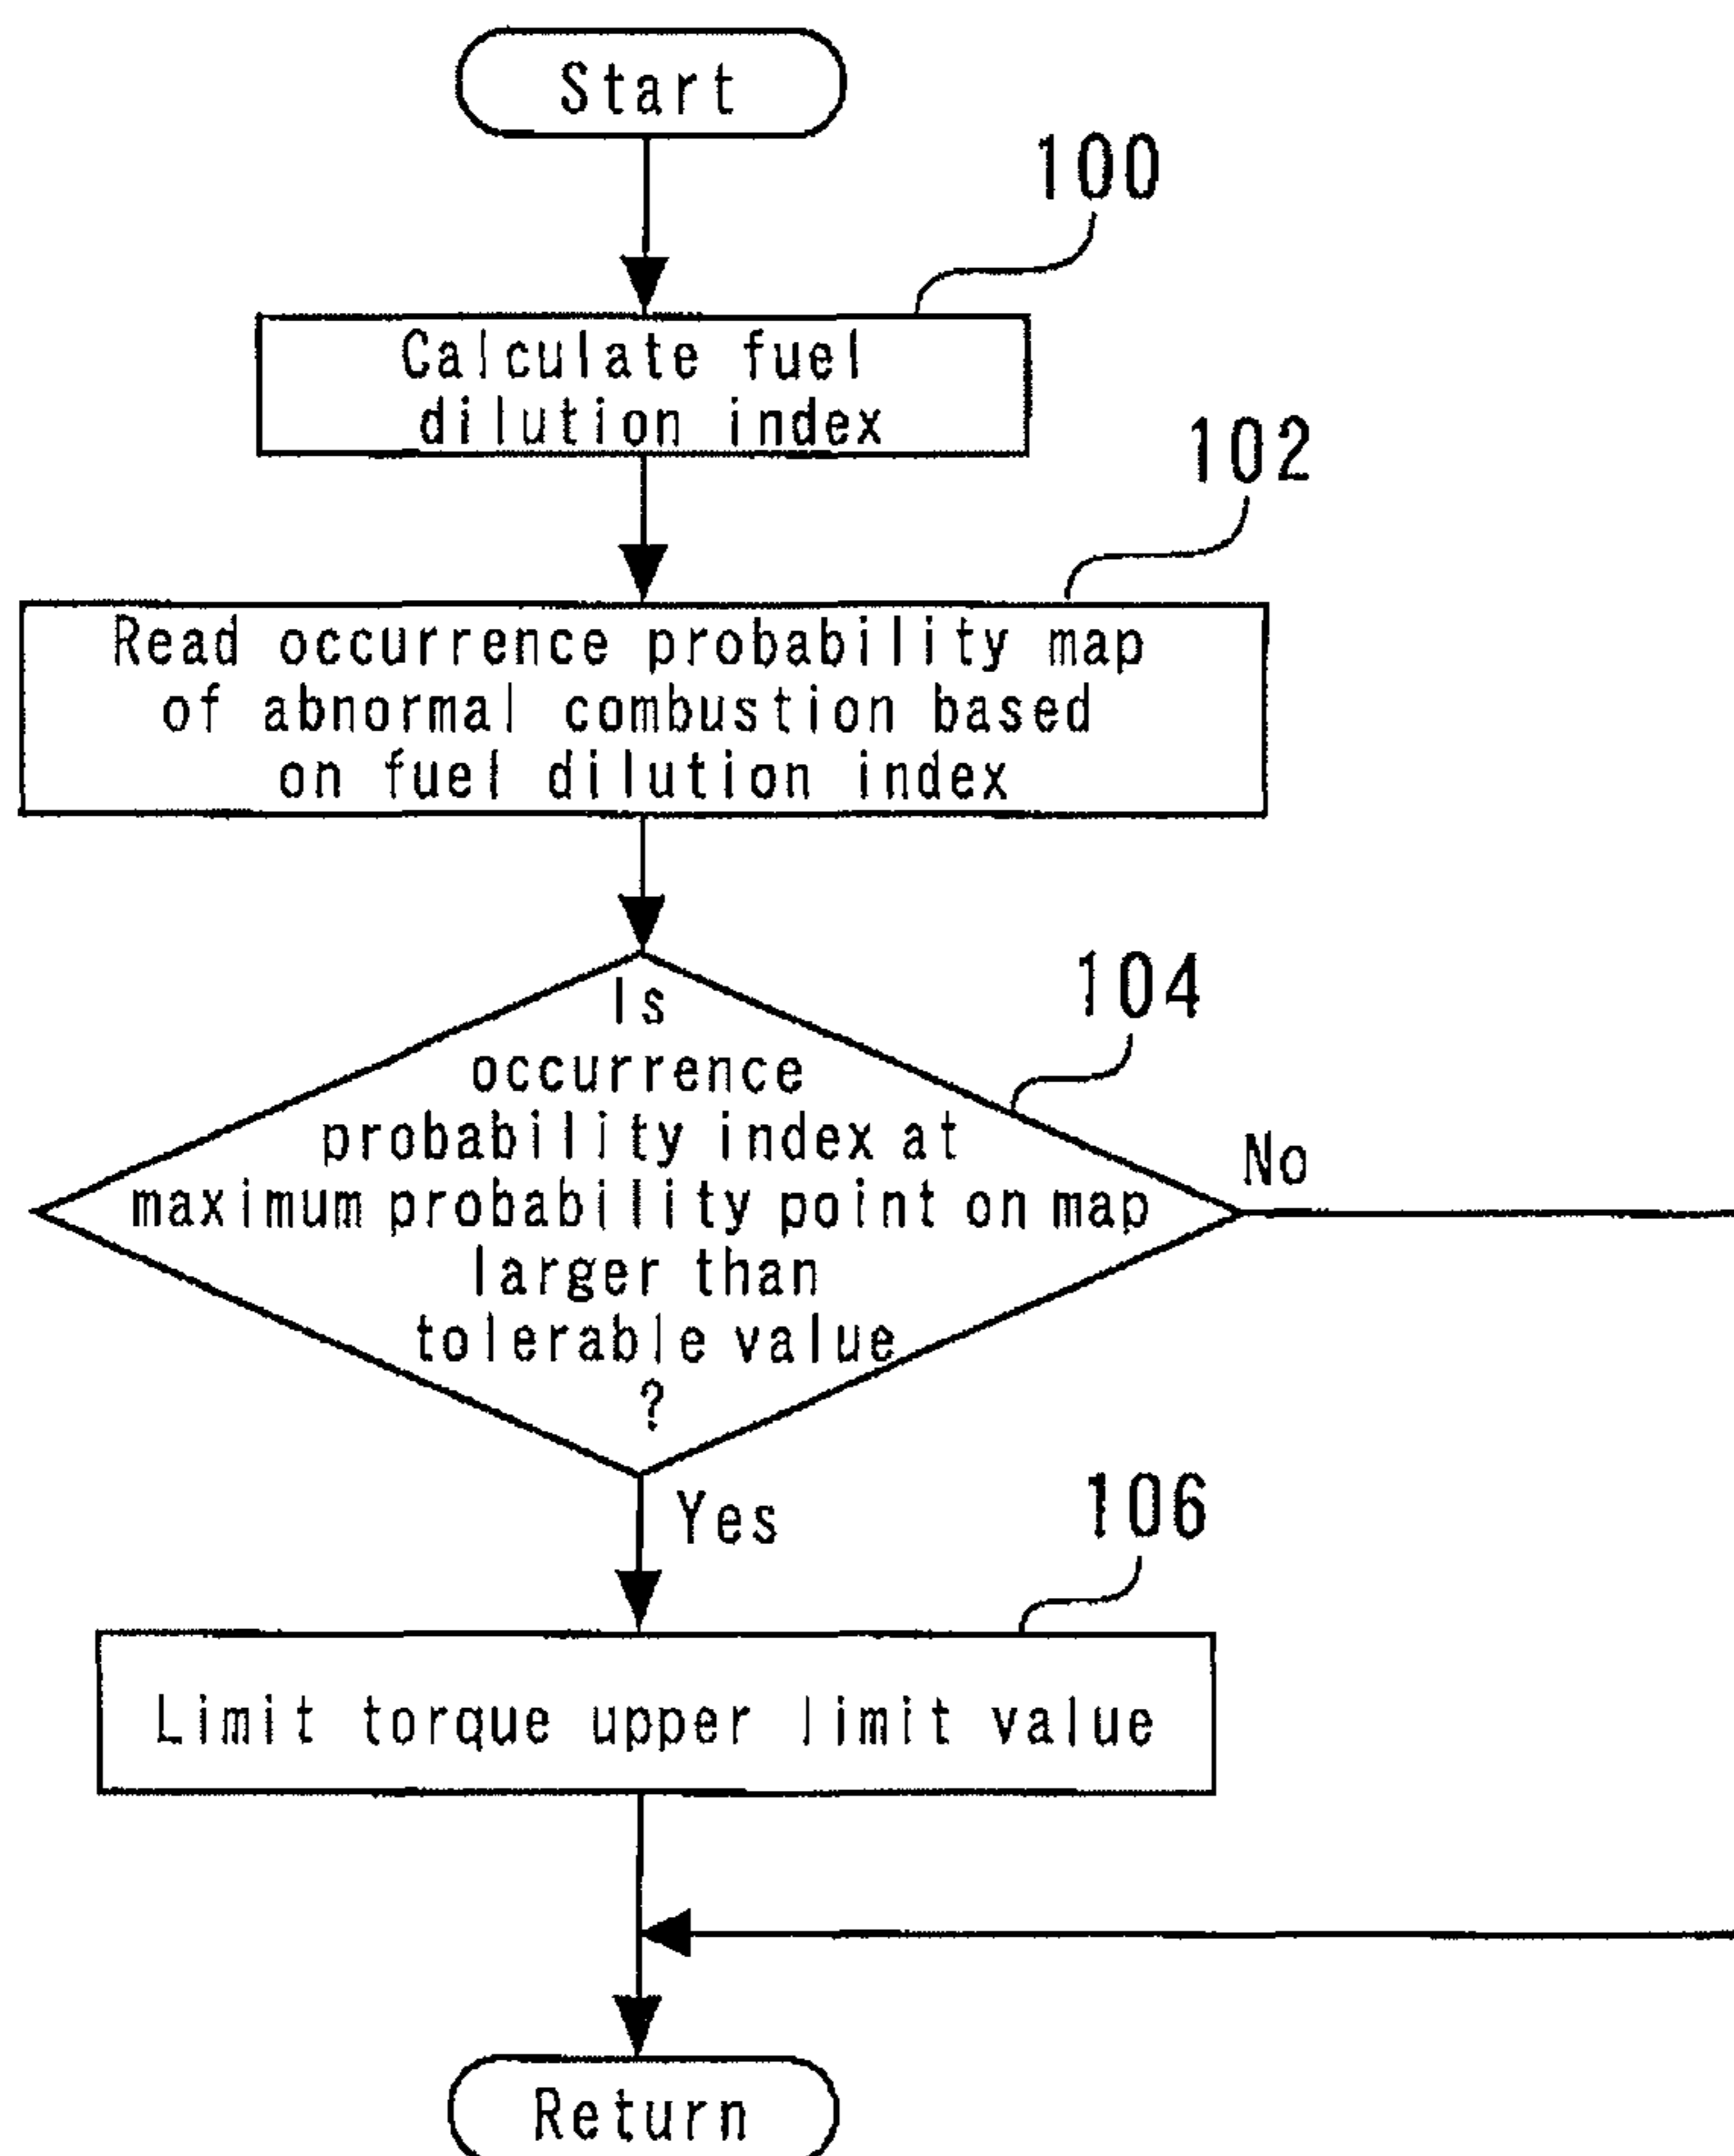 Start
100
Calculate fuel
dilution index
102
Read occurrence probability map
of abnormal combustion based
on fuel dilution index
104
Is
occurrence
probability index at
maximum probability point on map
larger than
tolerable value
?
No
Yes
106
Limit torque upper limit value
Return